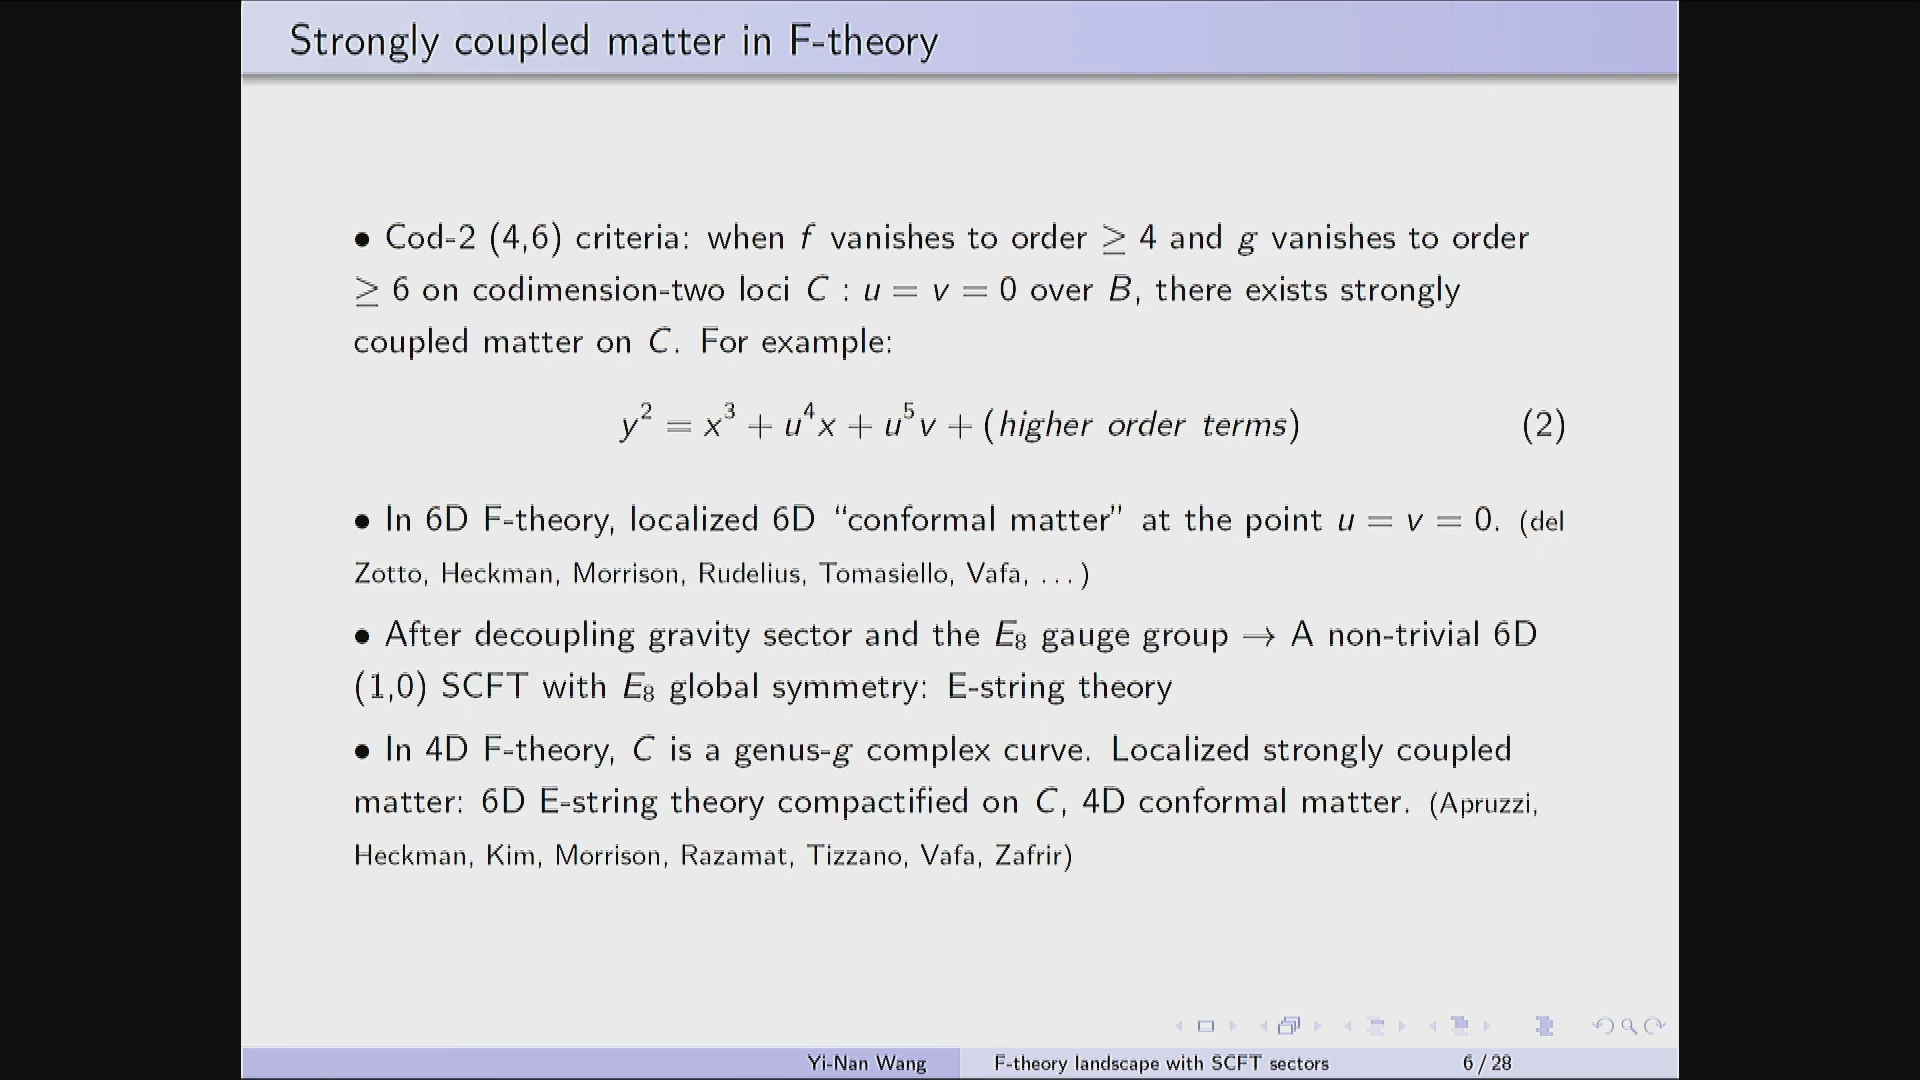 Strongly coupled matter in F-theory
• Cod-2 (4,6) criteria: when f vanishes to order ≥ 4 and g vanishes to order
≥ 6 on codimension-two loci C : u = v = 0 over B, there exists strongly
coupled matter on C. For example:
y² = x³ + u⁴x + u⁵v + (higher order terms) (2)
• In 6D F-theory, localized 6D “conformal matter” at the point u = v = 0. (del
Zotto, Heckman, Morrison, Rudelius, Tomasiello, Vafa, ...)
• After decoupling gravity sector and the E₈ gauge group → A non-trivial 6D
(1,0) SCFT with E₈ global symmetry: E-string theory
• In 4D F-theory, C is a genus-g complex curve. Localized strongly coupled
matter: 6D E-string theory compactified on C, 4D conformal matter. (Apruzzi,
Heckman, Kim, Morrison, Razamat, Tizzano, Vafa, Zafrir)
Yi-Nan Wang F-theory landscape with SCFT sectors 6 / 28